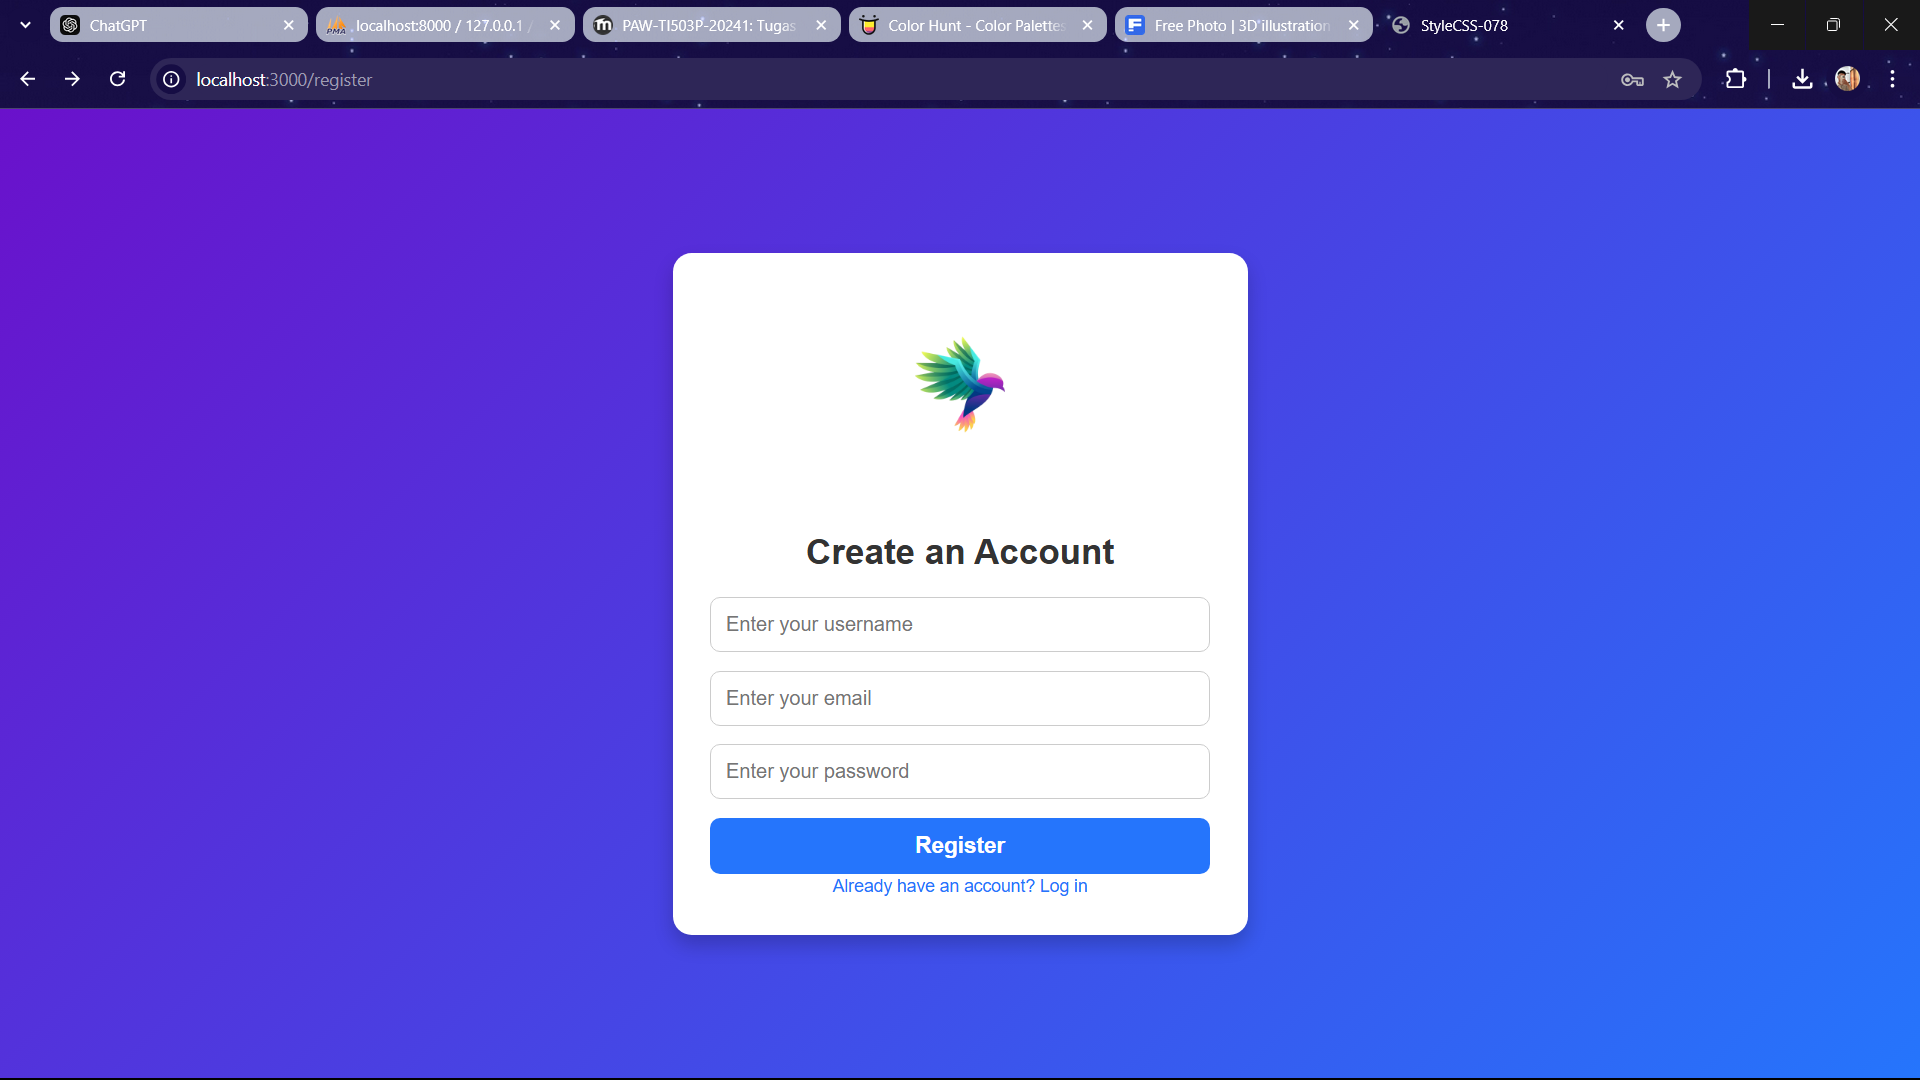 ChatGPT
localhost:8000 / 127.0.0.1 /
PAW-TI503P-20241: Tugas
Color Hunt - Color Palettes
Free Photo | 3D illustration
StyleCSS-078
localhost:3000/register
PMA
Create an Account
Enter your username
Enter your email
Enter your password
Register
Already have an account? Log in